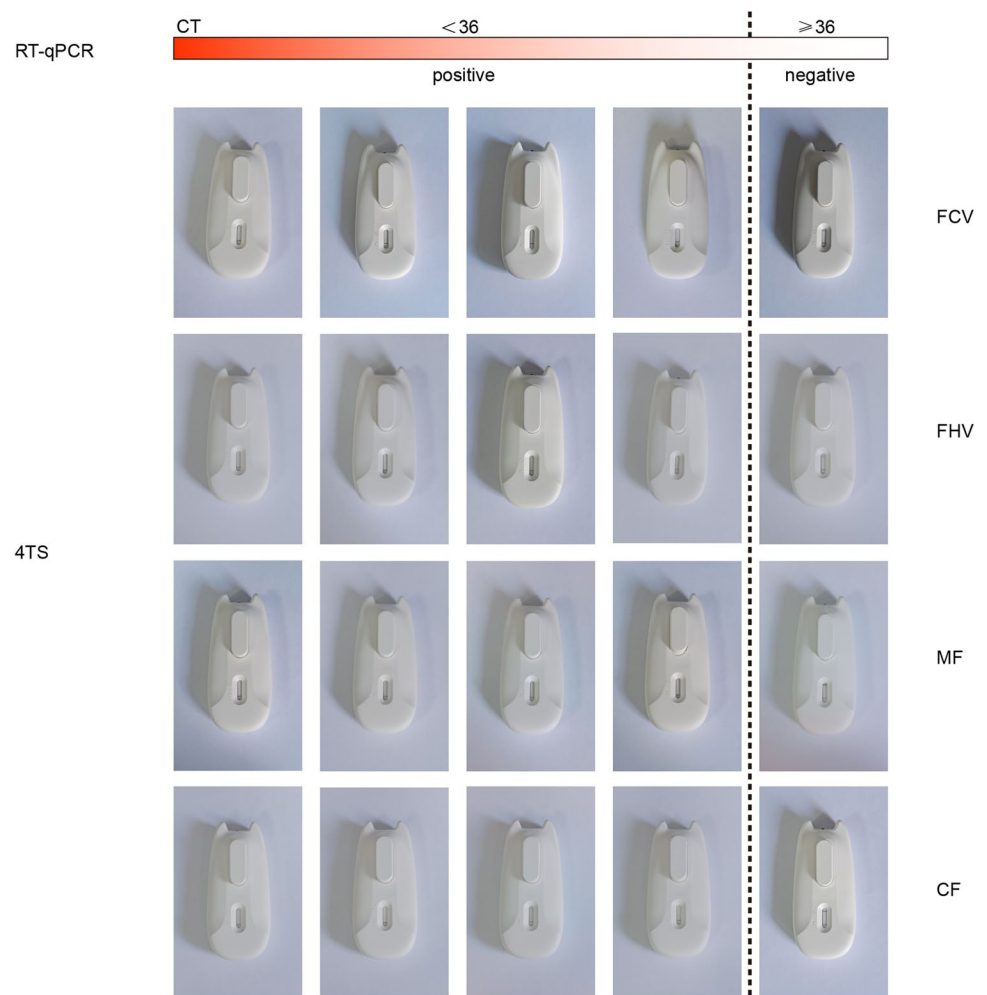 CT <36 ⩾36
RT-qPCR
positive negative
FCV
FHV
4TS
MF
CF